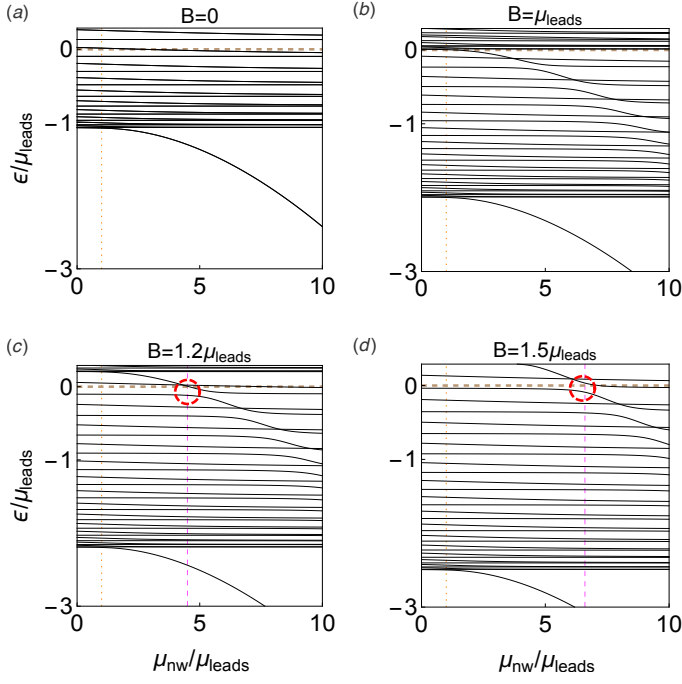 (a)
B=0
(b)
B=μleads
ϵ/μleads
0
−1
−3
0
5
10
0
−1
−3
0
5
10
(c)
B=1.2μleads
(d)
B=1.5μleads
ϵ/μleads
0
−1
−3
0
5
10
μnw/μleads
0
−1
−3
0
5
10
μnw/μleads